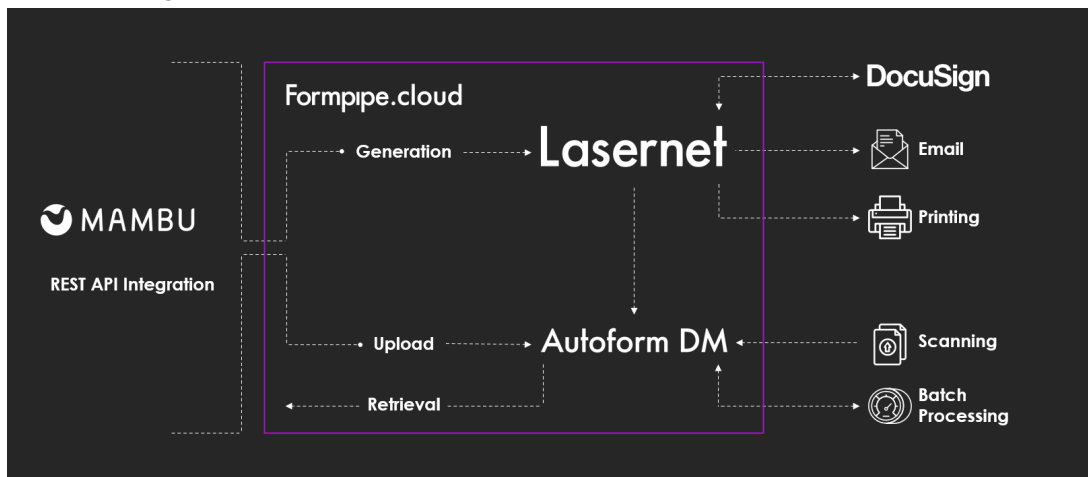 Formpipe.cloud
DocuSign
Generation
Lasernet
Email
Printing
MAMBU
REST API Integration
Upload
Autoform DM
Scanning
Retrieval
Batch
Processing